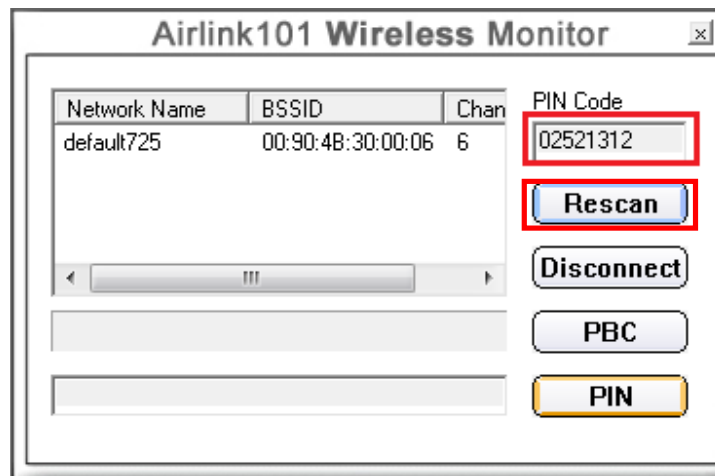 Airlink101 Wireless Monitor
Network Name BSSID Chan
default725 00:90:4B:30:00:06 6
PIN Code
02521312
Rescan
Disconnect
PBC
PIN